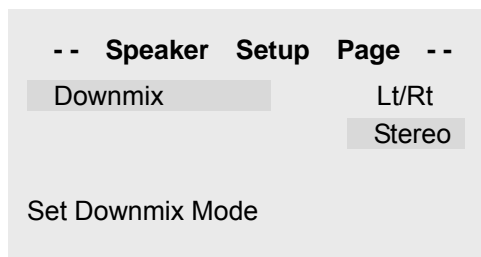 - - Speaker Setup Page - -
Downmix Lt/Rt
Stereo
Set Downmix Mode